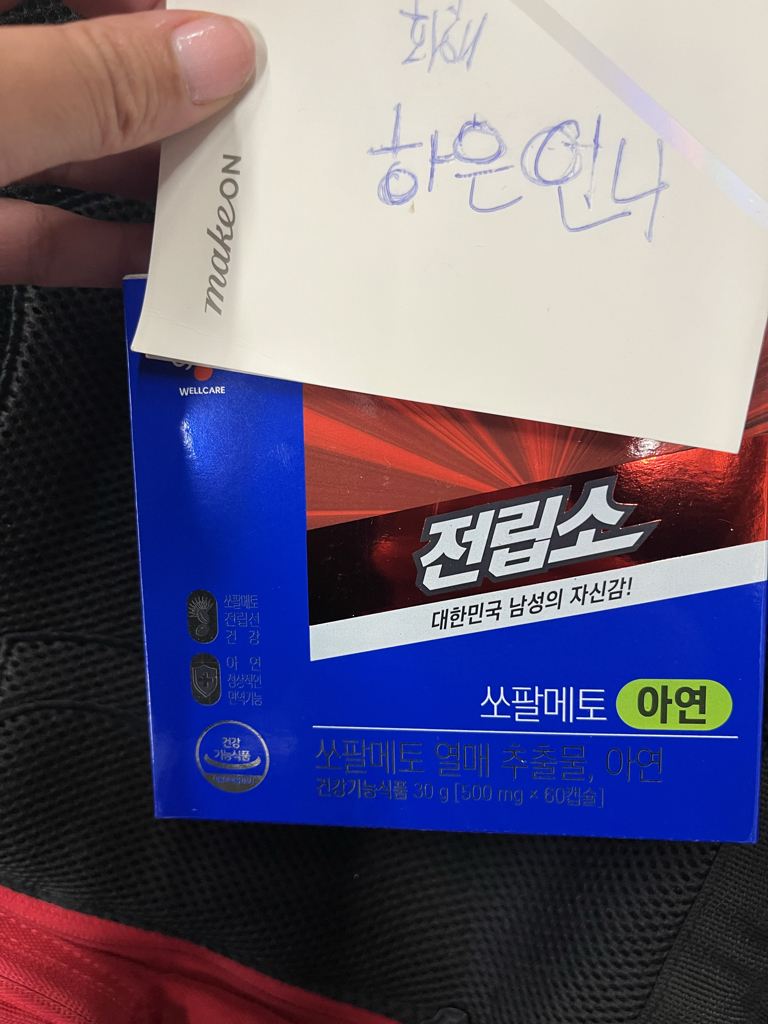 하은언니
makeON
WELLCARE
전립소
대한민국 남성의 자신감!
쏘팔메토
전립선
건강
아연
정상적인
면역기능
쏘팔메토 아연
건강
기능식품
쏘팔메토 열매 추출물, 아연
건강기능식품 30 g [500 mg × 60캡슐]